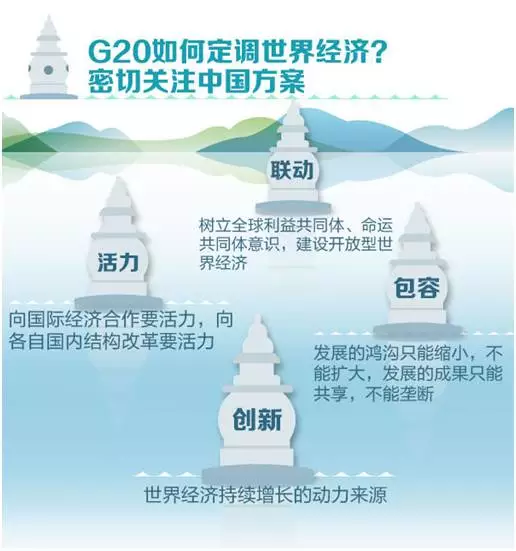 G20如何定调世界经济？
密切关注中国方案
联动
树立全球利益共同体、命运
共同体意识，建设开放型世
界经济
活力
向国际经济合作要活力，向
各自国内结构改革要活力
包容
发展的鸿沟只能缩小，不
能扩大，发展的成果只能
共享，不能垄断
创新
世界经济持续增长的动力来源